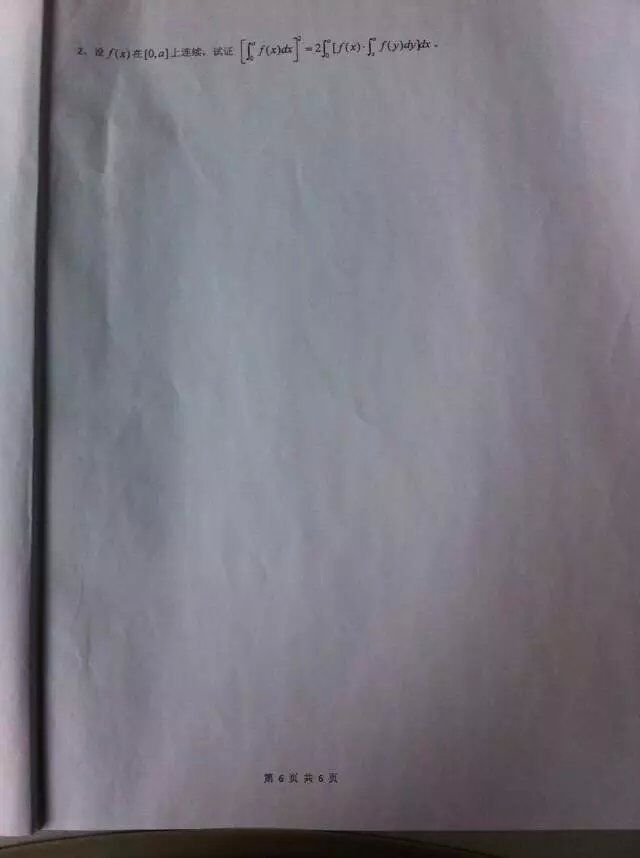 2、设 f(x) 在 [0,a] 上连续，试证 [∫₀ᵃ f(x)dx]² = 2∫₀ᵃ [f(x)·∫ₓᵃ f(y)dy]dx 。
第 6 页 共 6 页